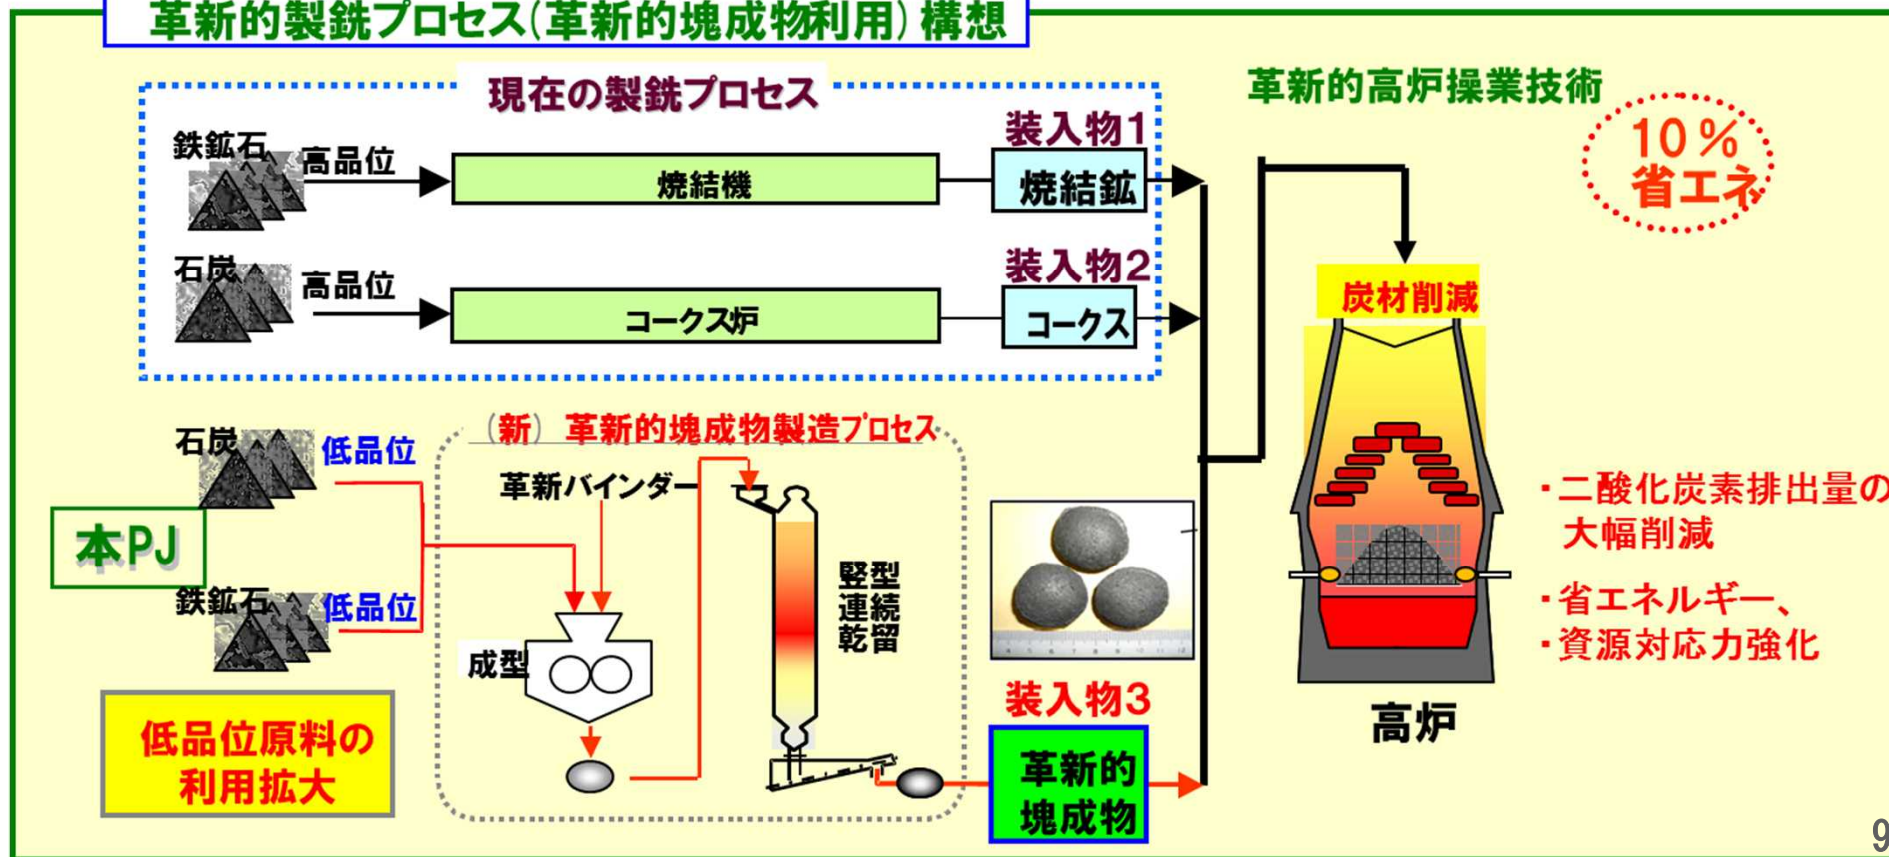 革新的製銑プロセス(革新的塊成物利用)構想
現在の製銑プロセス
鉄鉱石
高品位
焼結機
装入物1
焼結鉱
石炭
高品位
コークス炉
装入物2
コークス
革新的高炉操業技術
10%
省エネ
炭材削減
高炉
・二酸化炭素排出量の
大幅削減
・省エネルギー、
・資源対応力強化
本PJ
石炭
低品位
鉄鉱石
低品位
低品位原料の
利用拡大
(新)革新的塊成物製造プロセス
革新バインダー
成型
竪型
連続
乾留
装入物3
革新的
塊成物
9